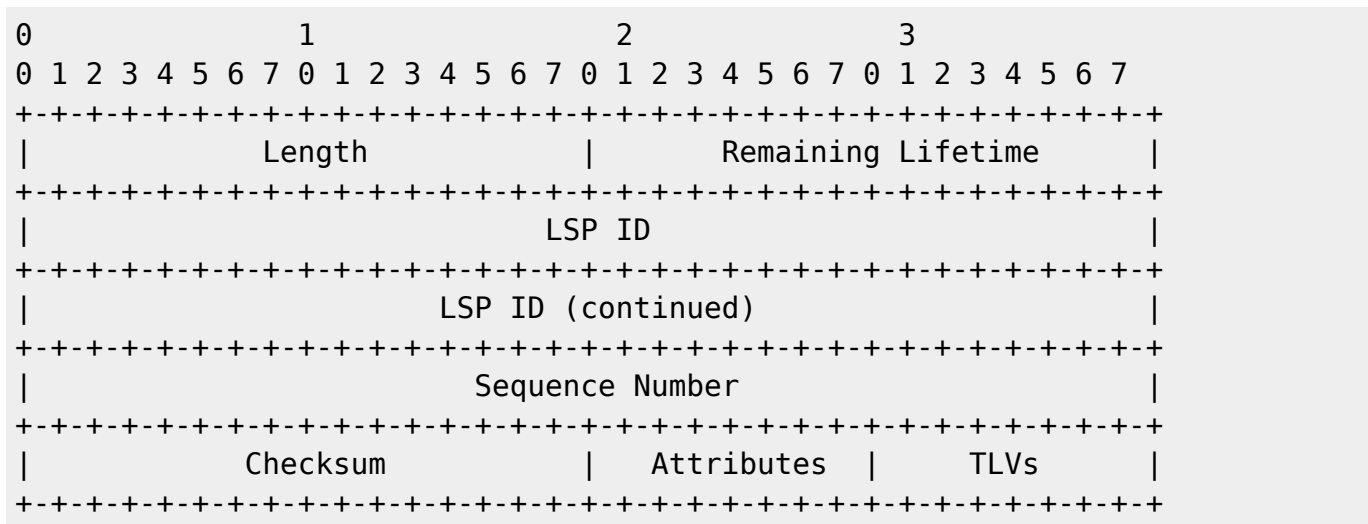 0                   1                   2                   3
0 1 2 3 4 5 6 7 0 1 2 3 4 5 6 7 0 1 2 3 4 5 6 7 0 1 2 3 4 5 6 7
+-+-+-+-+-+-+-+-+-+-+-+-+-+-+-+-+-+-+-+-+-+-+-+-+-+-+-+-+-+-+-+-+
|             Length            |       Remaining Lifetime      |
+-+-+-+-+-+-+-+-+-+-+-+-+-+-+-+-+-+-+-+-+-+-+-+-+-+-+-+-+-+-+-+-+
|                             LSP ID                            |
+-+-+-+-+-+-+-+-+-+-+-+-+-+-+-+-+-+-+-+-+-+-+-+-+-+-+-+-+-+-+-+-+
|                       LSP ID (continued)                      |
+-+-+-+-+-+-+-+-+-+-+-+-+-+-+-+-+-+-+-+-+-+-+-+-+-+-+-+-+-+-+-+-+
|                         Sequence Number                       |
+-+-+-+-+-+-+-+-+-+-+-+-+-+-+-+-+-+-+-+-+-+-+-+-+-+-+-+-+-+-+-+-+
|            Checksum           |   Attributes  |     TLVs      |
+-+-+-+-+-+-+-+-+-+-+-+-+-+-+-+-+-+-+-+-+-+-+-+-+-+-+-+-+-+-+-+-+